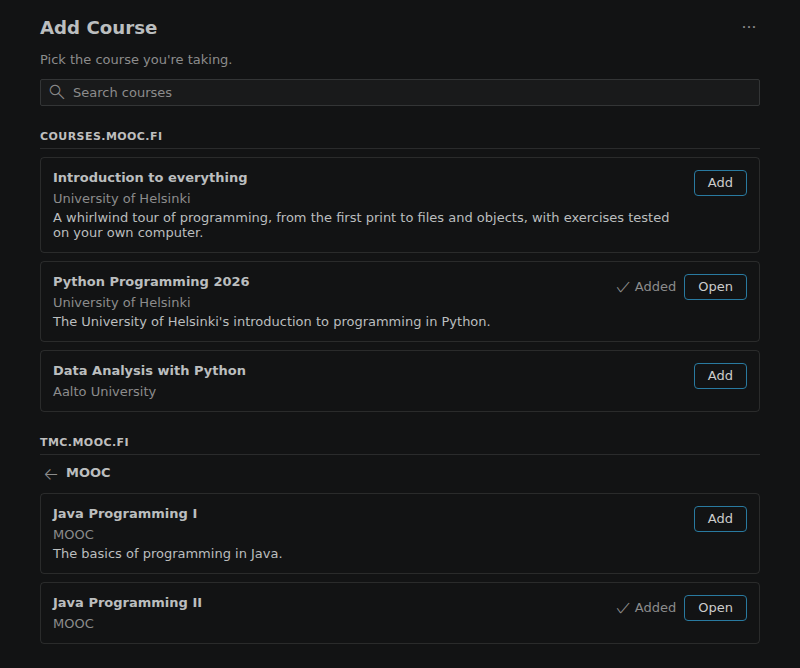 Add Course
...
Pick the course you're taking.
Search courses
COURSES.MOOC.FI
Introduction to everything
Add
University of Helsinki
A whirlwind tour of programming, from the first print to files and objects, with exercises tested
on your own computer.
Python Programming 2026
Added
Open
University of Helsinki
The University of Helsinki's introduction to programming in Python.
Data Analysis with Python
Add
Aalto University
TMC.MOOC.FI
MOOC
Java Programming I
Add
MOOC
The basics of programming in Java.
Java Programming II
Added
Open
MOOC